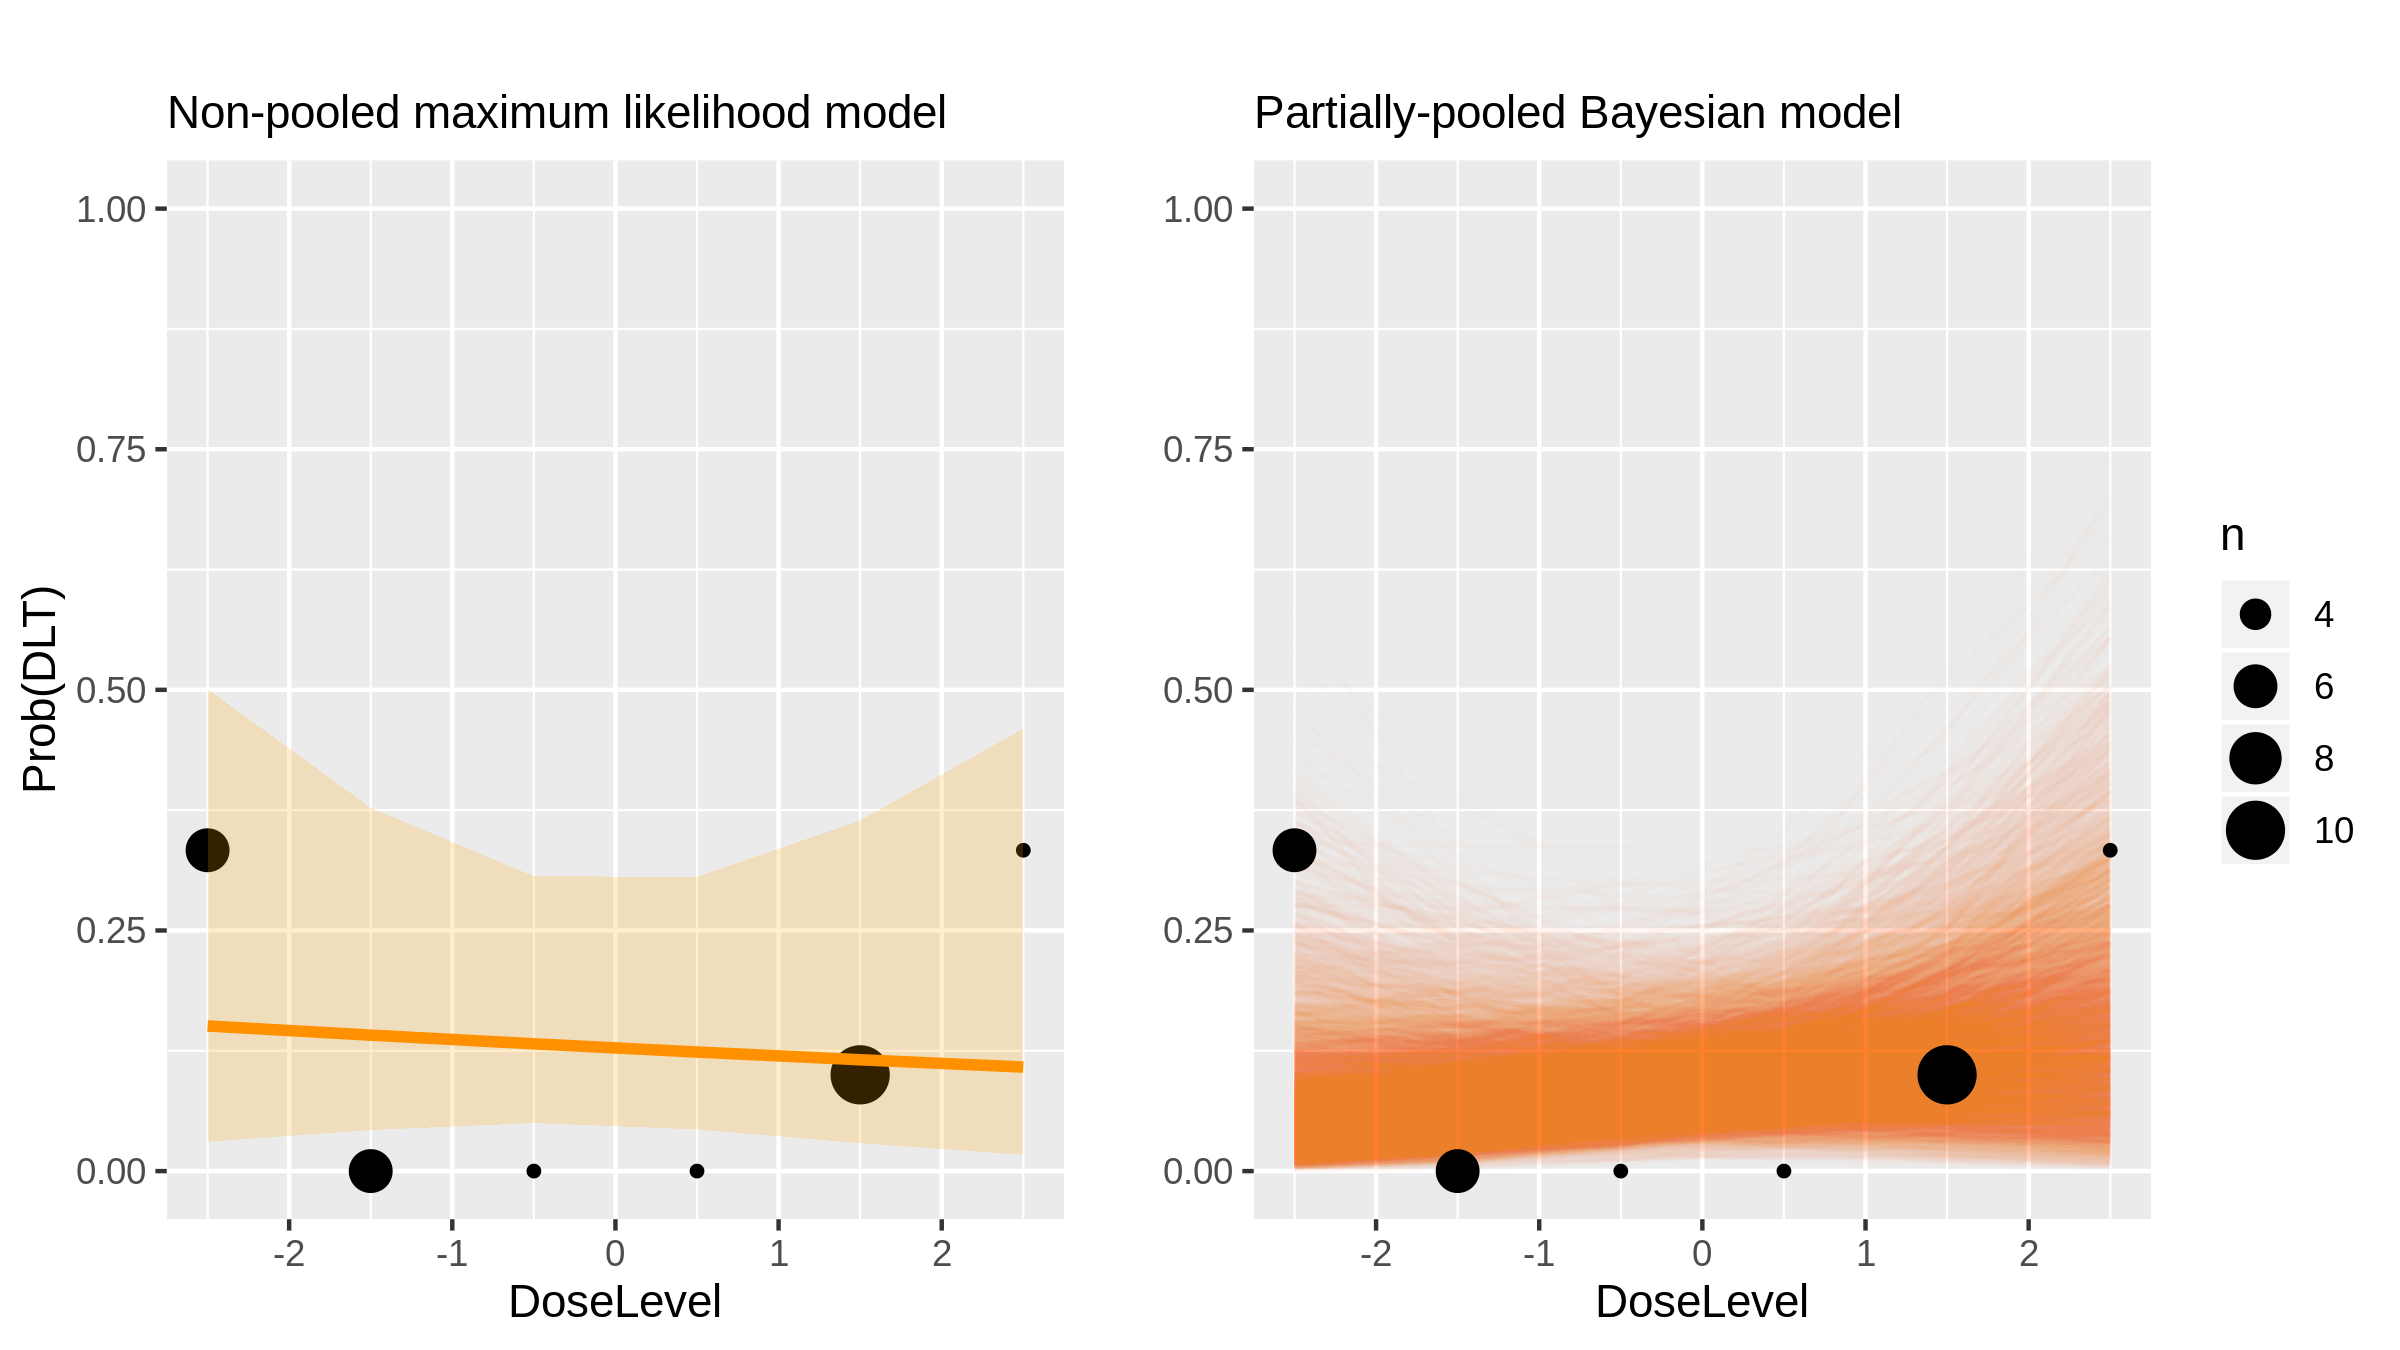 Non-pooled maximum likelihood model
Prob(DLT)
1.00
0.75
0.50
0.25
0.00
-2 -1 0 1 2
DoseLevel
Partially-pooled Bayesian model
1.00
0.75
0.50
0.25
0.00
-2 -1 0 1 2
DoseLevel
n
4
6
8
10